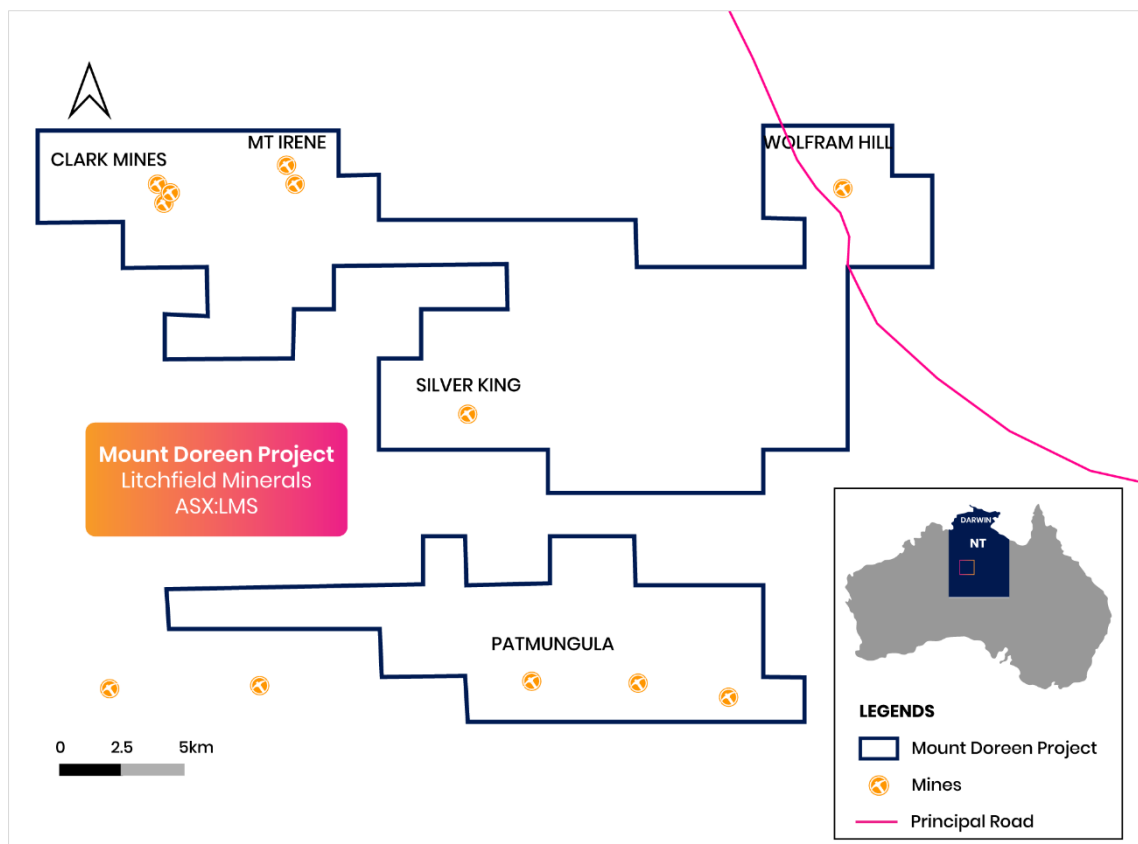 CLARK MINES
MT IRENE
WOLFRAM HILL
SILVER KING
Mount Doreen Project
Litchfield Minerals
ASX:LMS
PATMUNGULA
0 2.5 5km
DARWIN
NT
LEGENDS
Mount Doreen Project
Mines
Principal Road